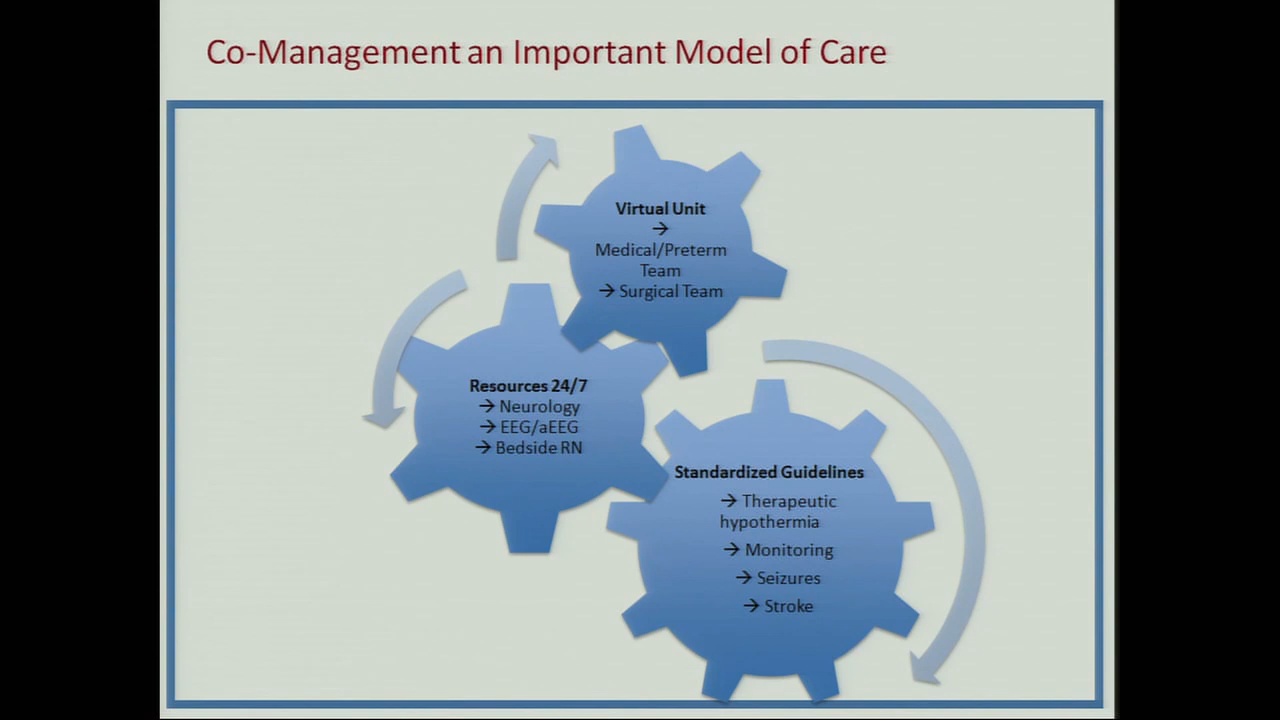 Co-Management an Important Model of Care
Virtual Unit
→
Medical/Preterm
Team
→ Surgical Team
Resources 24/7
→ Neurology
→ EEG/aEEG
→ Bedside RN
Standardized Guidelines
→ Therapeutic
hypothermia
→ Monitoring
→ Seizures
→ Stroke